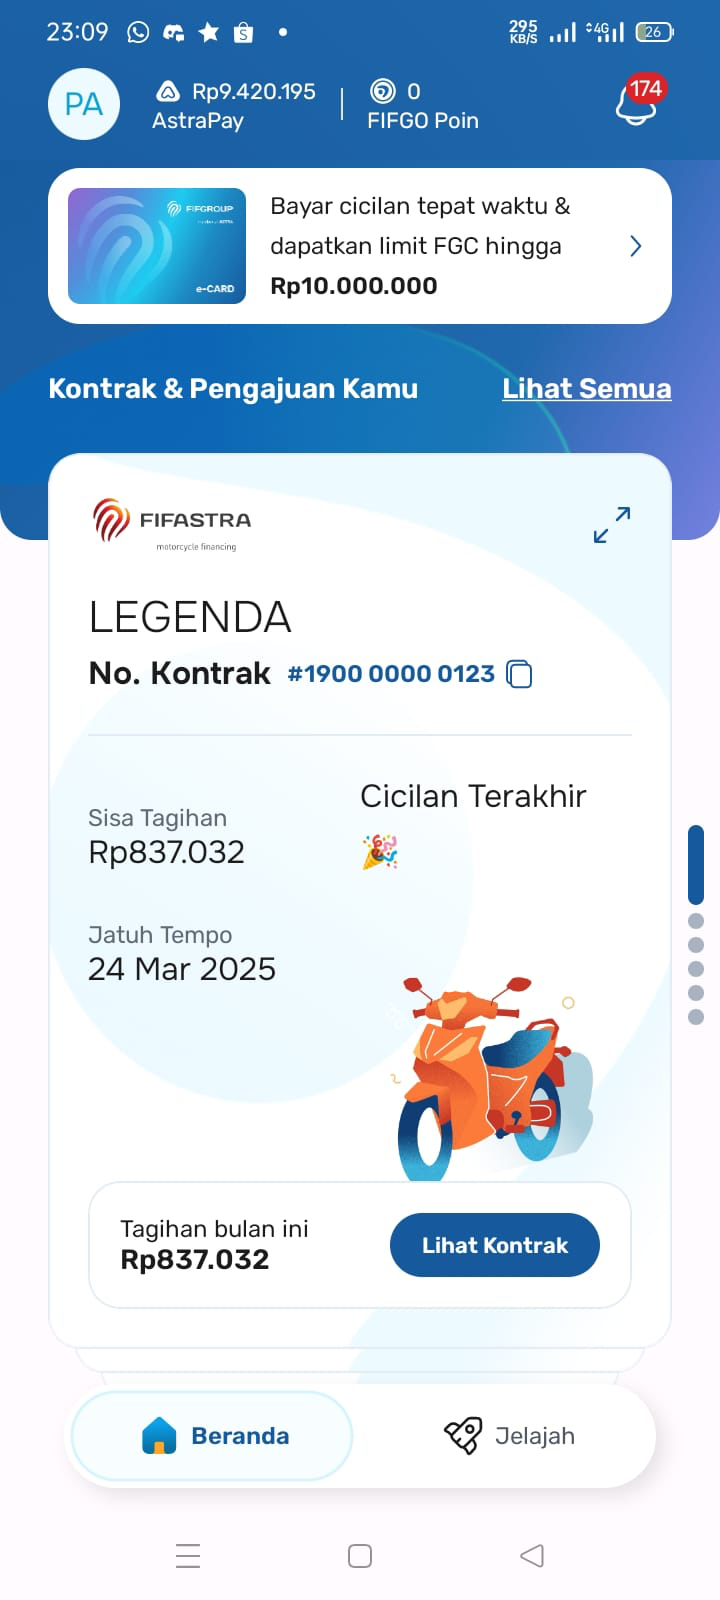 23:09
295 KB/S
4G
26
PA
Rp9.420.195
AstraPay
0
FIFGO Poin
174
FIFGROUP
e-CARD
Bayar cicilan tepat waktu &
dapatkan limit FGC hingga
Rp10.000.000
Kontrak & Pengajuan Kamu
Lihat Semua
FIFASTRA
motorcycle financing
LEGENDA
No. Kontrak #1900 0000 0123
Cicilan Terakhir
Sisa Tagihan
Rp837.032
Jatuh Tempo
24 Mar 2025
Tagihan bulan ini
Rp837.032
Lihat Kontrak
Beranda
Jelajah